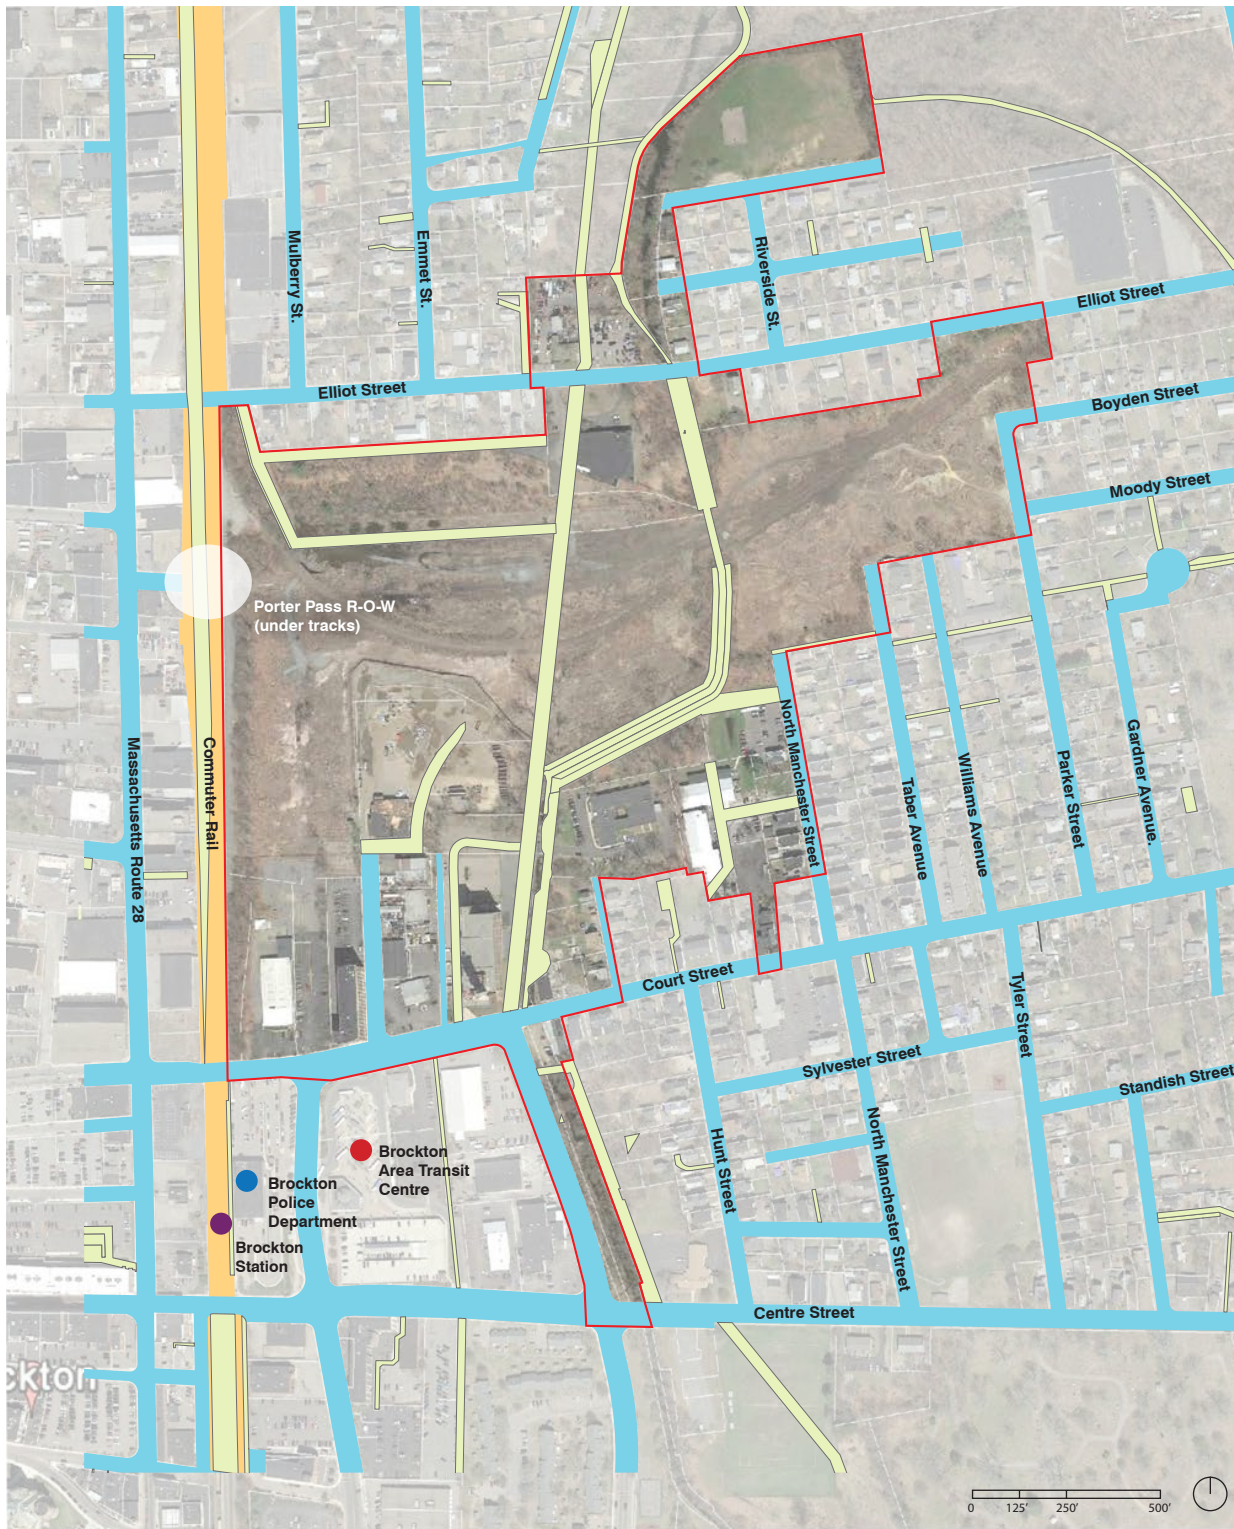 Mulberry St.
Emmet St.
Riverside St.
Elliot Street
Elliot Street
Boyden Street
Moody Street
Porter Pass R-O-W
(under tracks)
Massachusetts Route 28
Commuter Rail
North Manchester Street
Taber Avenue
Williams Avenue
Parker Street
Gardner Avenue.
Court Street
Tyler Street
Sylvester Street
Standish Street
Hunt Street
North Manchester Street
Brockton
Area Transit
Centre
Brockton
Police
Department
Brockton
Station
Centre Street
ckton
0 125' 250' 500'